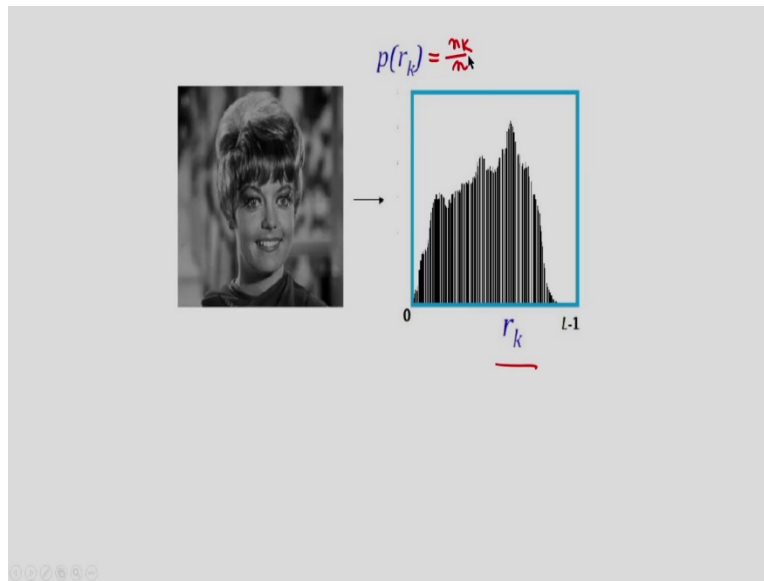 p(r_k) = n_k/n
0
r_k
L-1